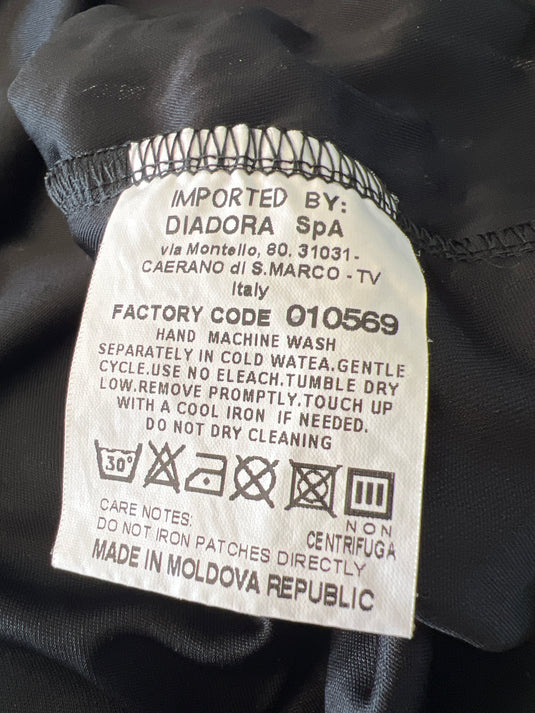 IMPORTED BY:
DIADORA SpA
via Montello, 80. 31031-
CAERANO di S.MARCO - TV
Italy
FACTORY CODE 010569
HAND MACHINE WASH
SEPARATELY IN COLD WATEA.GENTLE
CYCLE.USE NO ELEACH.TUMBLE DRY
LOW.REMOVE PROMPTLY.TOUCH UP
WITH A COOL IRON IF NEEDED.
DO NOT DRY CLEANING
30°
NON
CENTRIFUGA
CARE NOTES:
DO NOT IRON PATCHES DIRECTLY
MADE IN MOLDOVA REPUBLIC